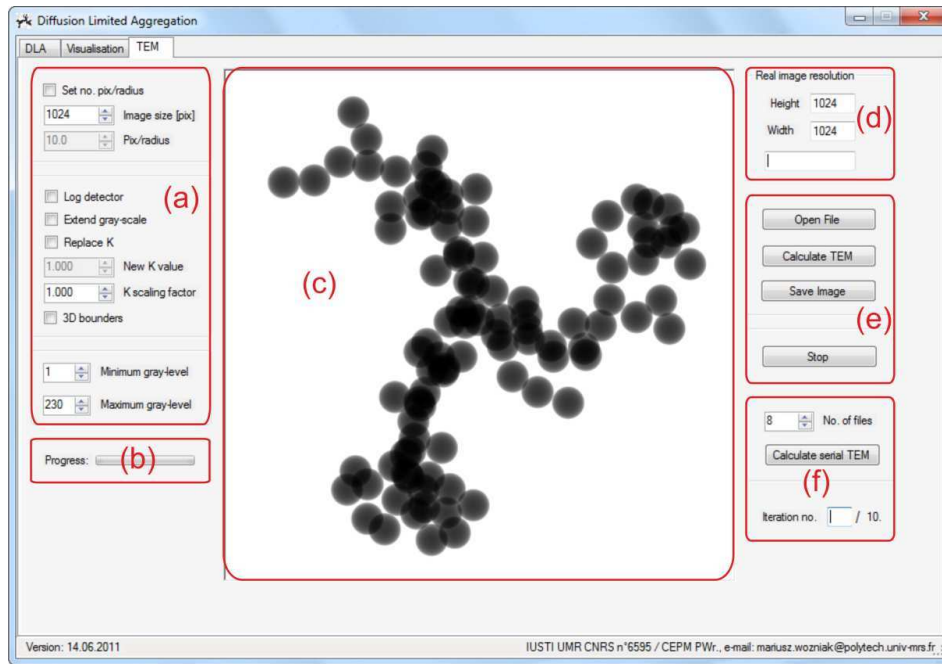 Diffusion Limited Aggregation
DLA Visualisation TEM
Set no. pix/radius
1024 Image size [pix]
10.0 Pix/radius
Log detector
(a)
Extend gray-scale
Replace K
1.000 New K value
1.000 K scaling factor
3D bounders
1 Minimum gray-level
230 Maximum gray-level
Progress: (b)
(c)
Real image resolution
Height 1024
(d)
Width 1024
Open File
Calculate TEM
Save Image
(e)
Stop
8 No. of files
Calculate serial TEM
(f)
Iteration no. / 10.
Version: 14.06.2011
IUSTI UMR CNRS n°6595 / CEPM PWr., e-mail: mariusz.wozniak@polytech.univ-mrs.fr